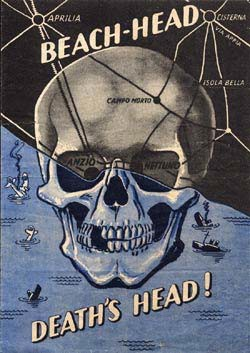 BEACH-HEAD
APRILIA
CISTERNA
VIA APPIA
ISOLA BELLA
CAMPO MORTO
ANZIO
NETTUNO
DEATH'S HEAD!